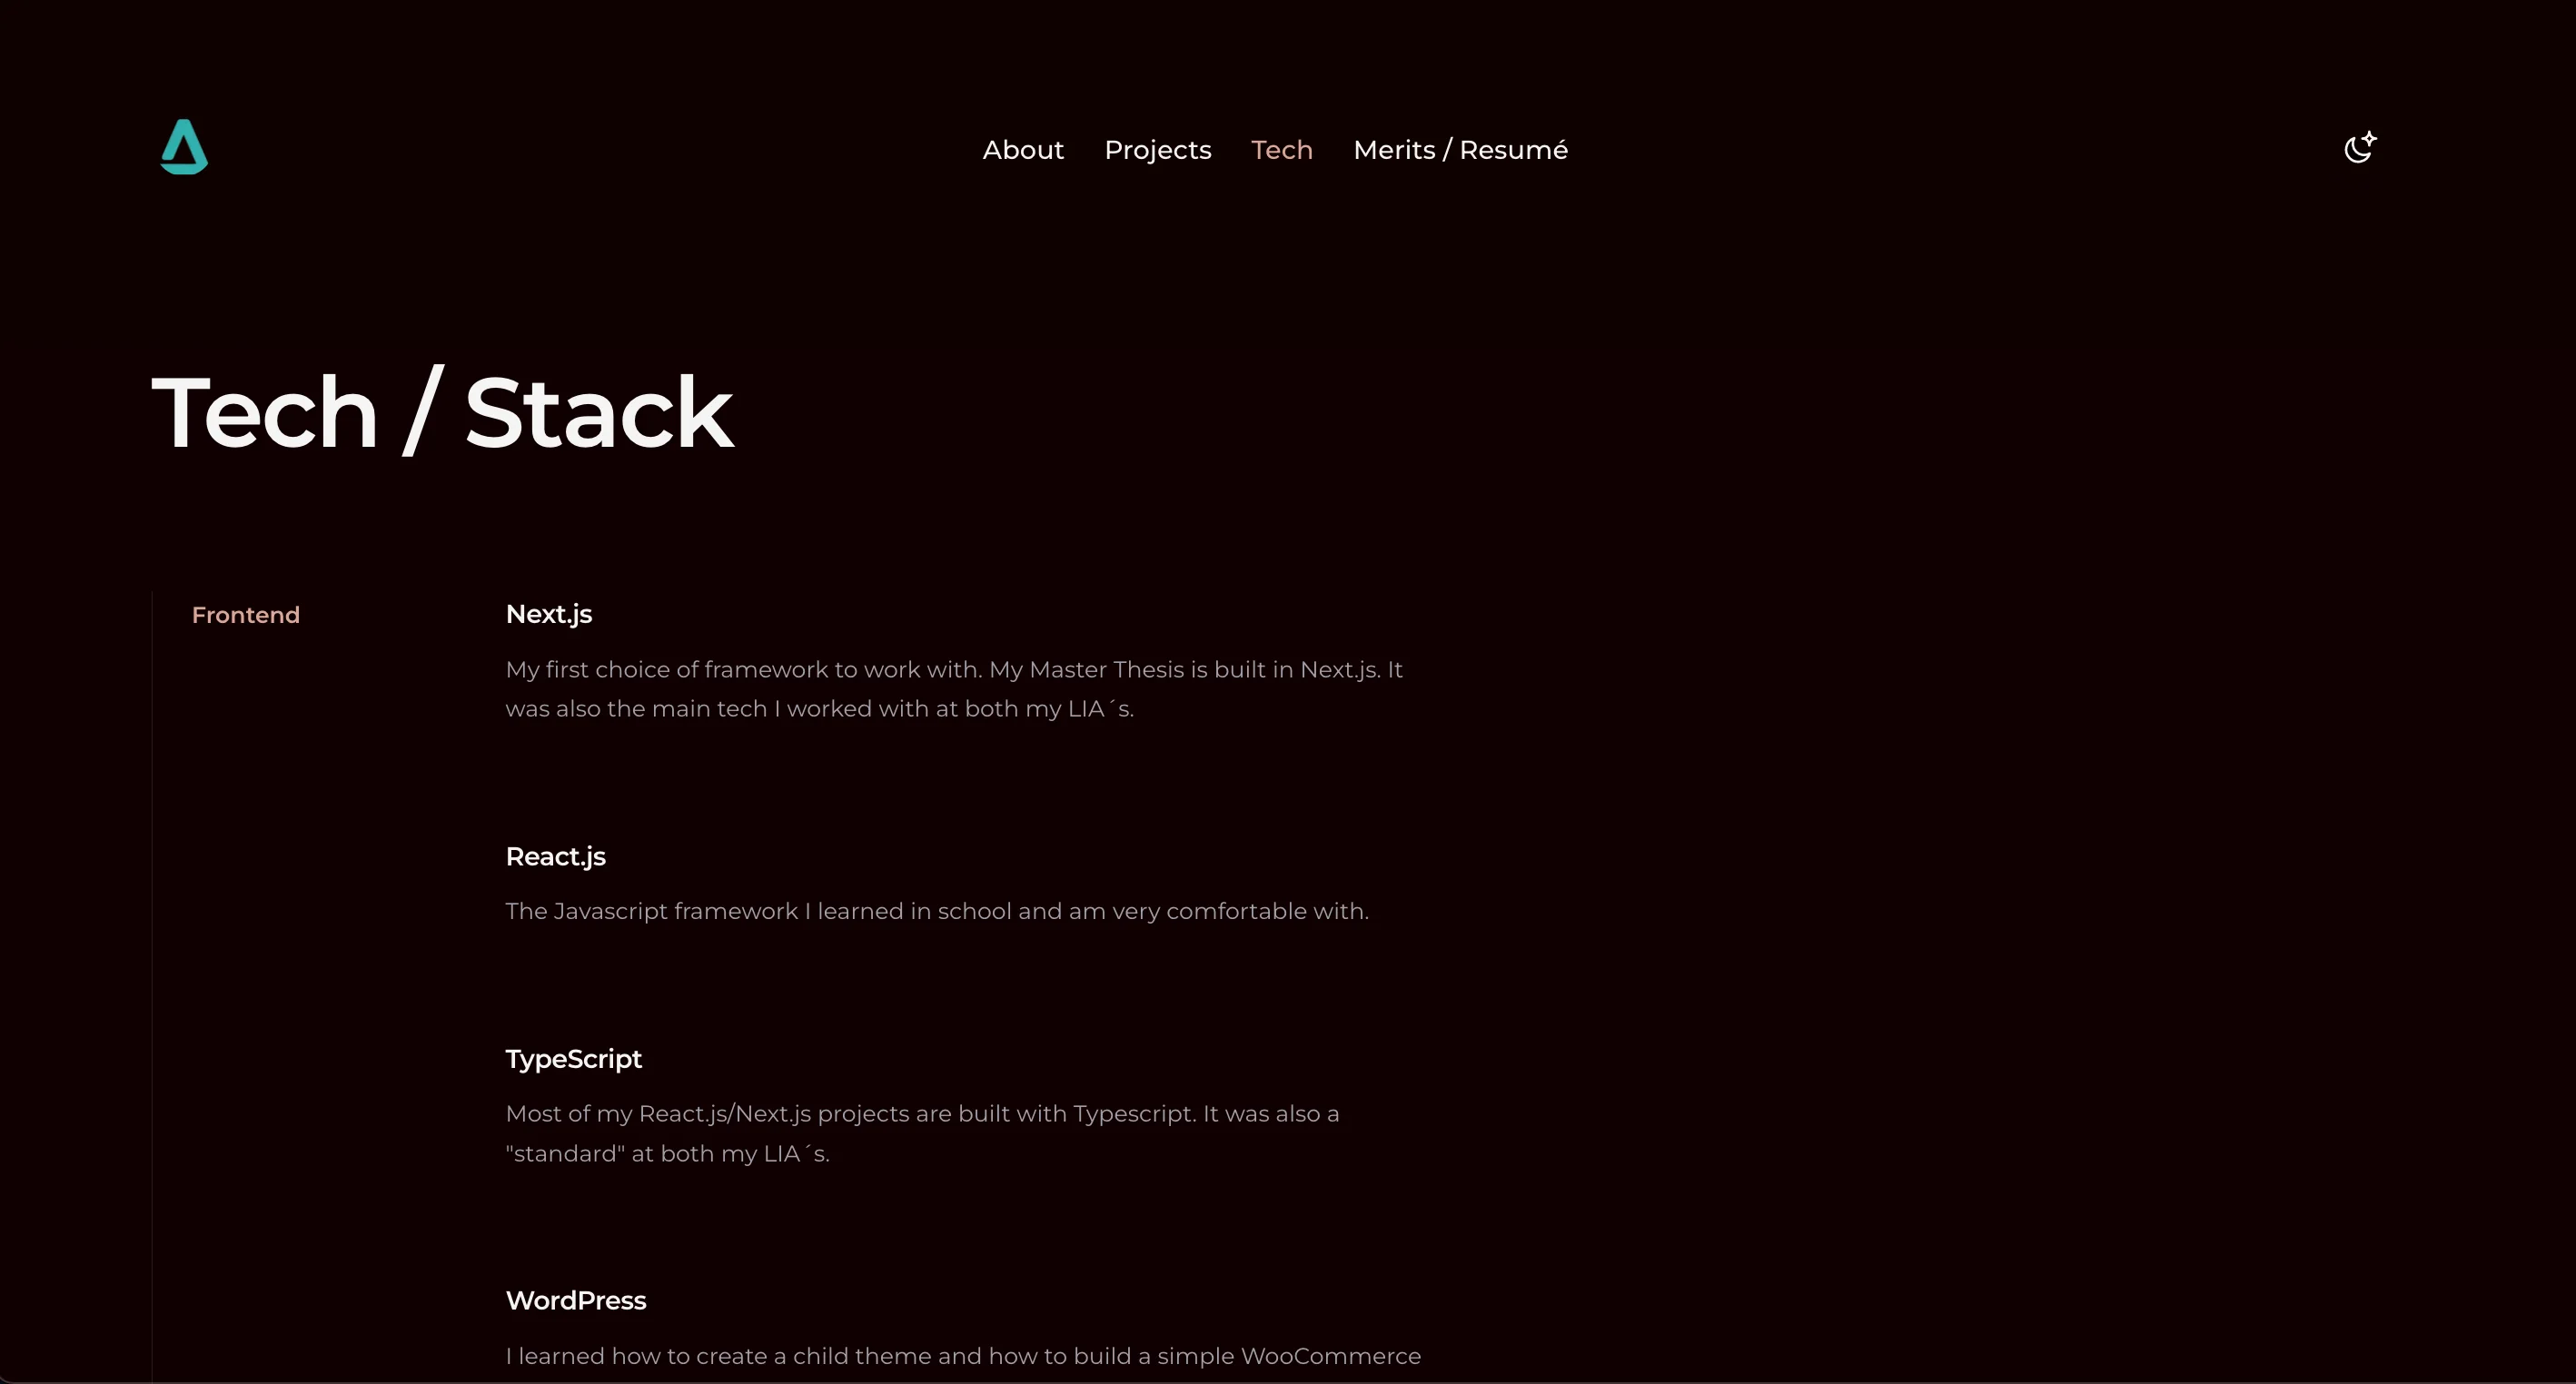 About Projects Tech Merits / Resumé
Tech / Stack
Frontend
Next.js
My first choice of framework to work with. My Master Thesis is built in Next.js. It
was also the main tech I worked with at both my LIA´s.
React.js
The Javascript framework I learned in school and am very comfortable with.
TypeScript
Most of my React.js/Next.js projects are built with Typescript. It was also a
"standard" at both my LIA´s.
WordPress
I learned how to create a child theme and how to build a simple WooCommerce